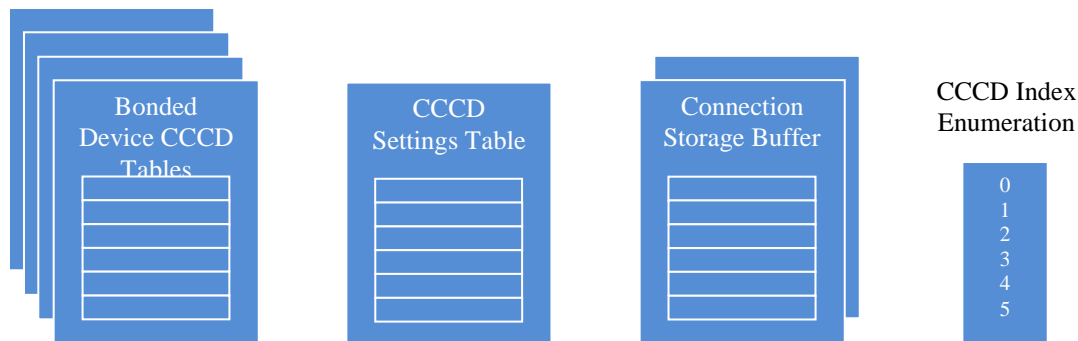 Bonded
Device CCCD
Tables
CCCD
Settings Table
Connection
Storage Buffer
CCCD Index
Enumeration
0
1
2
3
4
5